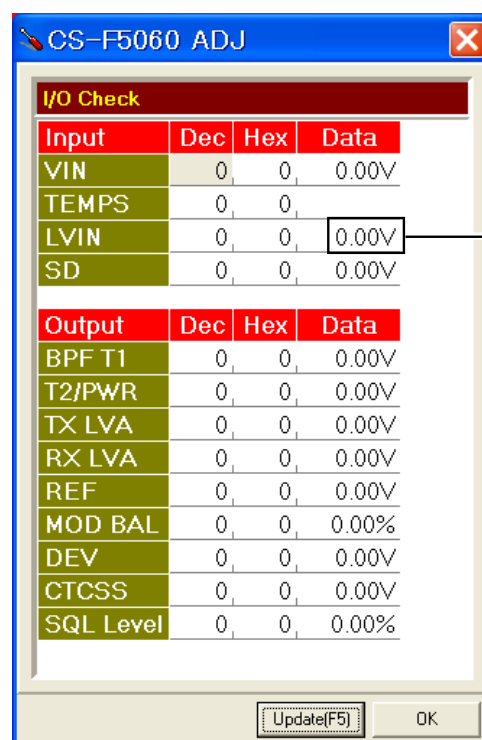 CS-F5060 ADJ
I/O Check
Input Dec Hex Data
VIN 0 0 0.00V
TEMPS 0 0
LVIN 0 0 0.00V
SD 0 0 0.00V
Output Dec Hex Data
BPF T1 0 0 0.00V
T2/PWR 0 0 0.00V
TX LVA 0 0 0.00V
RX LVA 0 0 0.00V
REF 0 0 0.00V
MOD BAL 0 0 0.00%
DEV 0 0 0.00V
CTCSS 0 0 0.00V
SQL Level 0 0 0.00%
Update(F5) OK